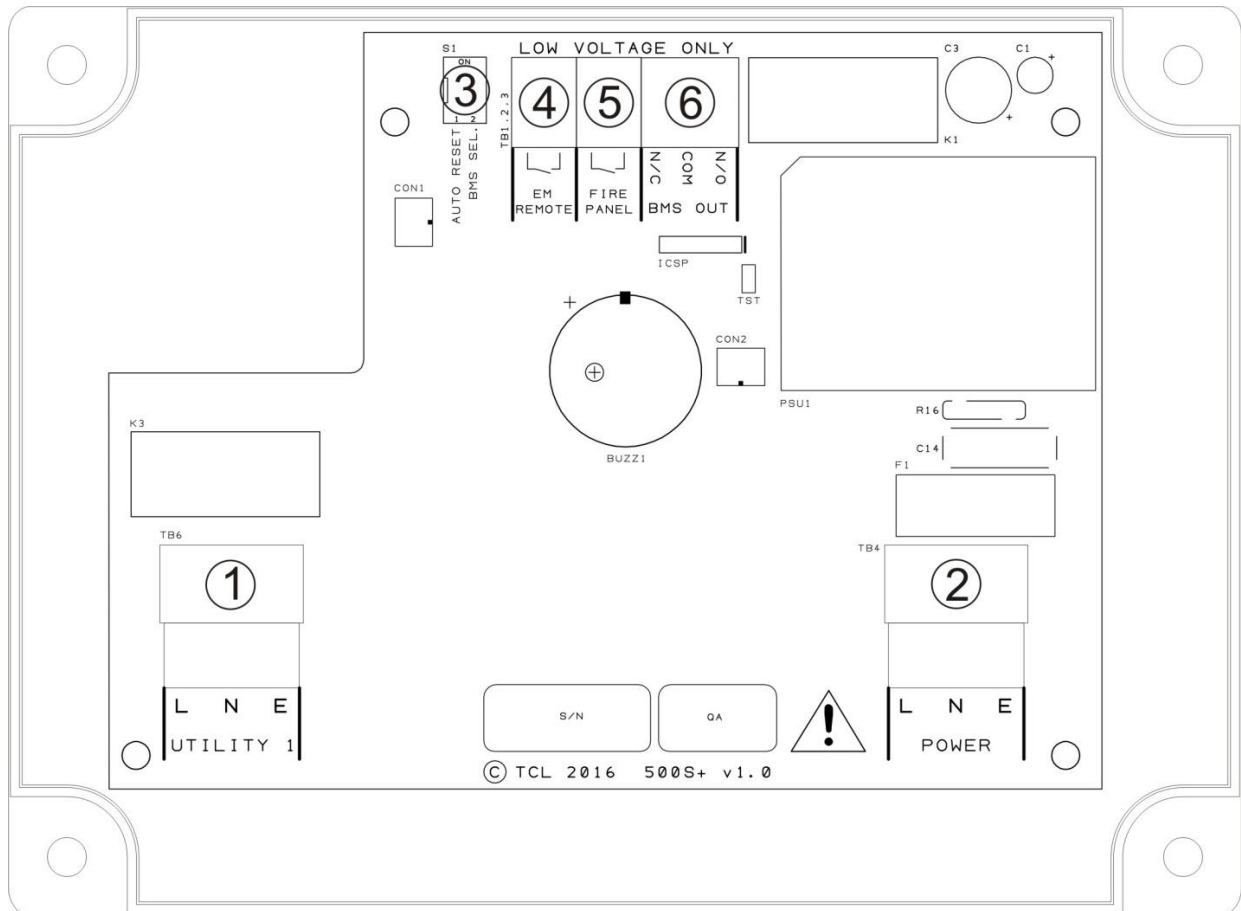 S1
LOW VOLTAGE ONLY
C3
C1
+
ON
3
1 2
AUTO RESET
BMS SEL.
TB1.2.3
4
5
6
+
K1
EM
REMOTE
FIRE
PANEL
N/C
COM
N/O
BMS OUT
CON1
ICSP
TST
+
CON2
BUZZ1
PSU1
R16
C14
F1
K3
TB6
1
TB4
2
L N E
UTILITY 1
S/N
QA
!
L N E
POWER
© TCL 2016 500S+ v1.0